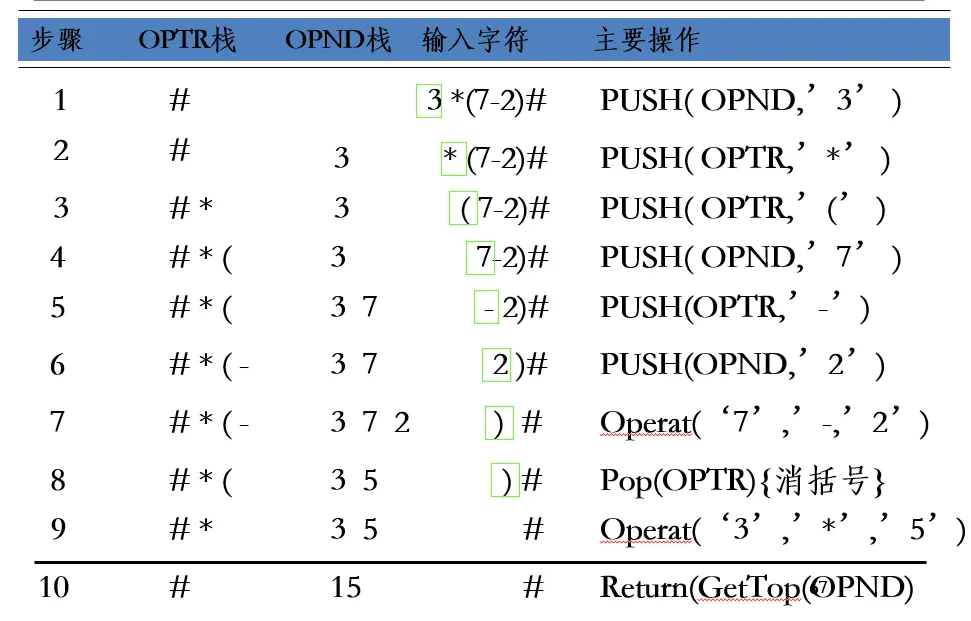 步骤 OPTR栈 OPND栈 输入字符 主要操作
1 # 3*(7-2)# PUSH( OPND,’3’)
2 # 3 *(7-2)# PUSH( OPTR,’*’)
3 #* 3 (7-2)# PUSH( OPTR,’(’)
4 #*( 3 7-2)# PUSH( OPND,’7’)
5 #*( 3 7 -2)# PUSH(OPTR,’-’)
6 #*(- 3 7 2)# PUSH(OPND,’2’)
7 #*(- 3 7 2 )# Operat(‘7’,’-,’2’)
8 #*( 3 5 )# Pop(OPTR){消括号}
9 #* 3 5 # Operat(‘3’,’*’,‘5’)
10 # 15 # Return(GetTop(OPND)
67